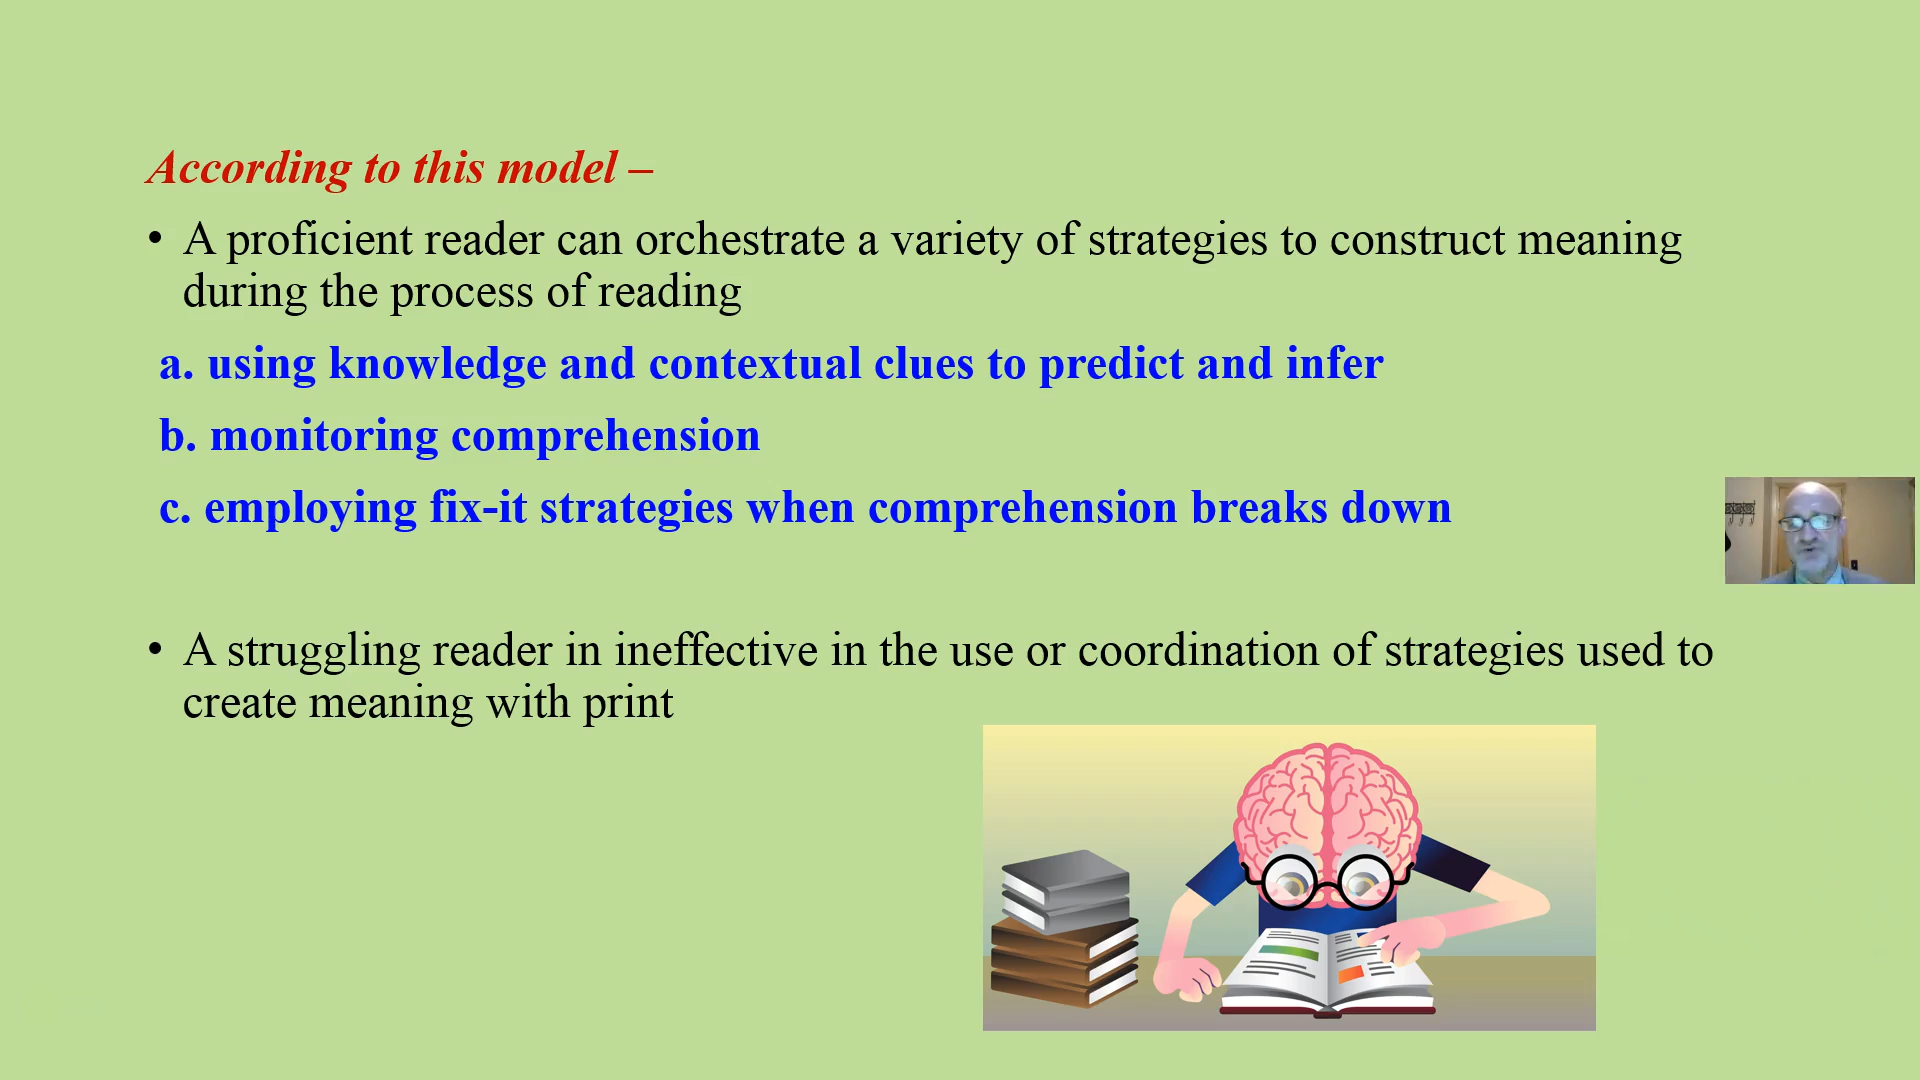 According to this model –
• A proficient reader can orchestrate a variety of strategies to construct meaning
during the process of reading
a. using knowledge and contextual clues to predict and infer
b. monitoring comprehension
c. employing fix-it strategies when comprehension breaks down
• A struggling reader in ineffective in the use or coordination of strategies used to
create meaning with print